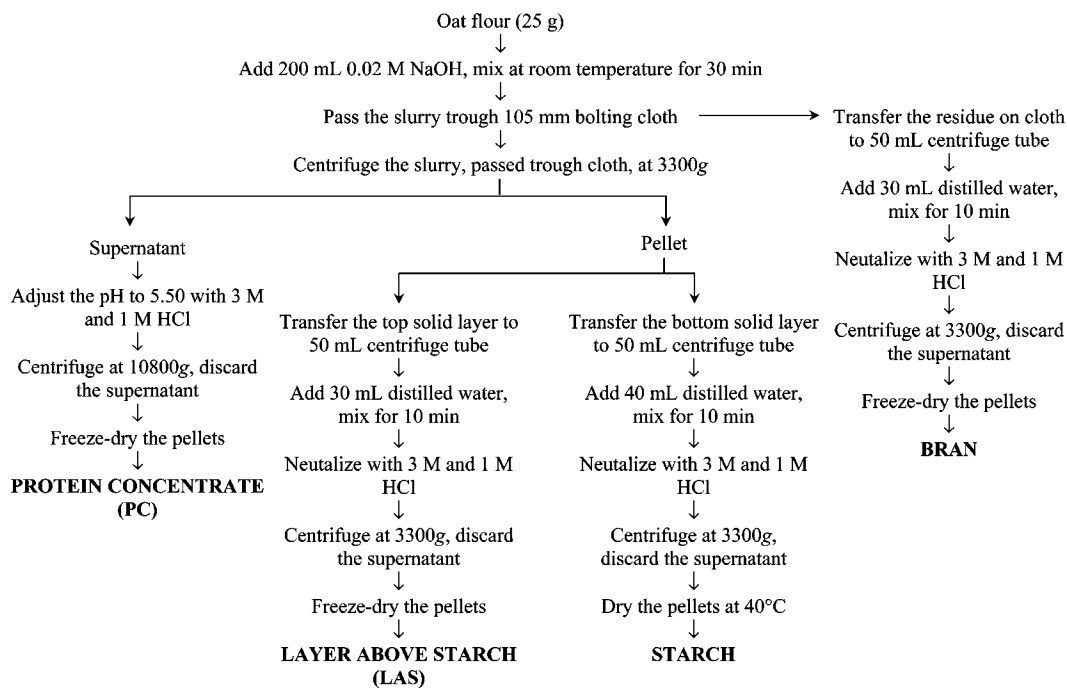 Oat flour (25 g)
↓
Add 200 mL 0.02 M NaOH, mix at room temperature for 30 min
↓
Pass the slurry trough 105 mm bolting cloth
↓
Centrifuge the slurry, passed trough cloth, at 3300g
Supernatant
↓
Adjust the pH to 5.50 with 3 M
and 1 M HCl
↓
Centrifuge at 10800g, discard
the supernatant
↓
Freeze-dry the pellets
↓
PROTEIN CONCENTRATE
(PC)
Pellet
Transfer the top solid layer to
50 mL centrifuge tube
↓
Add 30 mL distilled water,
mix for 10 min
↓
Neutalize with 3 M and 1 M
HCl
↓
Centrifuge at 3300g, discard
the supernatant
↓
Freeze-dry the pellets
↓
LAYER ABOVE STARCH
(LAS)
Transfer the bottom solid layer
to 50 mL centrifuge tube
↓
Add 40 mL distilled water,
mix for 10 min
↓
Neutalize with 3 M and 1 M
HCl
↓
Centrifuge at 3300g,
discard the supernatant
↓
Dry the pellets at 40°C
↓
STARCH
Transfer the residue on cloth
to 50 mL centrifuge tube
↓
Add 30 mL distilled water,
mix for 10 min
↓
Neutalize with 3 M and 1 M
HCl
↓
Centrifuge at 3300g, discard
the supernatant
↓
Freeze-dry the pellets
↓
BRAN